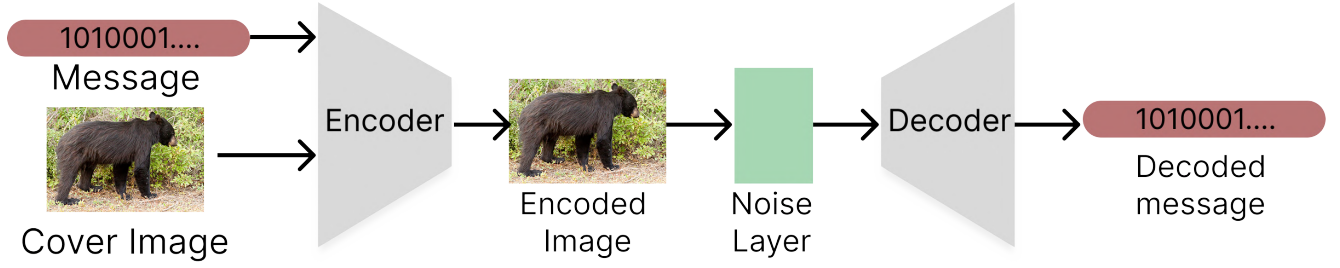 1010001....
Message
Cover Image
Encoder
Encoded
Image
Noise
Layer
Decoder
1010001....
Decoded
message